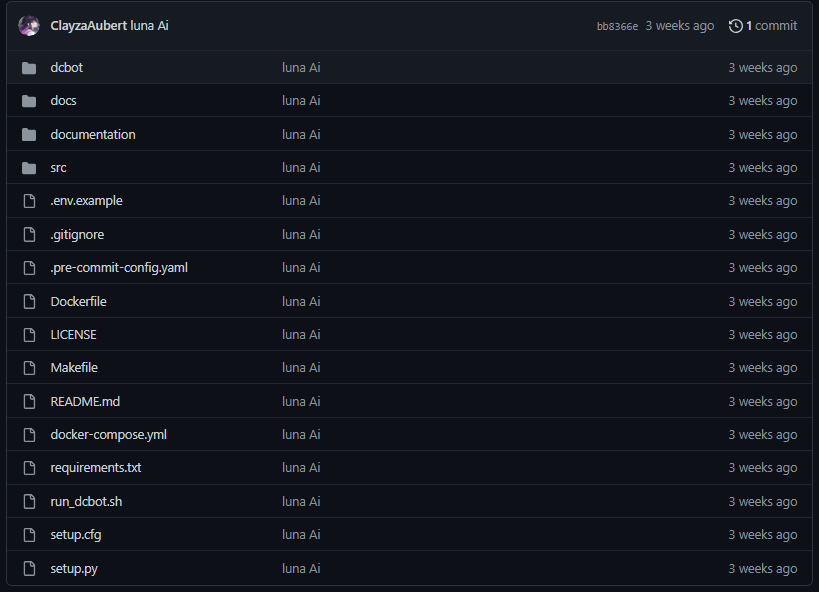 ClayzaAubert luna Ai bb8366e 3 weeks ago 1 commit
dcbot luna Ai 3 weeks ago
docs luna Ai 3 weeks ago
documentation luna Ai 3 weeks ago
src luna Ai 3 weeks ago
.env.example luna Ai 3 weeks ago
.gitignore luna Ai 3 weeks ago
.pre-commit-config.yaml luna Ai 3 weeks ago
Dockerfile luna Ai 3 weeks ago
LICENSE luna Ai 3 weeks ago
Makefile luna Ai 3 weeks ago
README.md luna Ai 3 weeks ago
docker-compose.yml luna Ai 3 weeks ago
requirements.txt luna Ai 3 weeks ago
run_dcbot.sh luna Ai 3 weeks ago
setup.cfg luna Ai 3 weeks ago
setup.py luna Ai 3 weeks ago